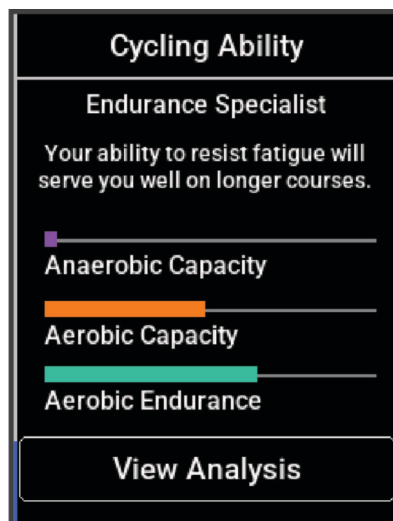 Cycling Ability
Endurance Specialist
Your ability to resist fatigue will
serve you well on longer courses.
Anaerobic Capacity
Aerobic Capacity
Aerobic Endurance
View Analysis